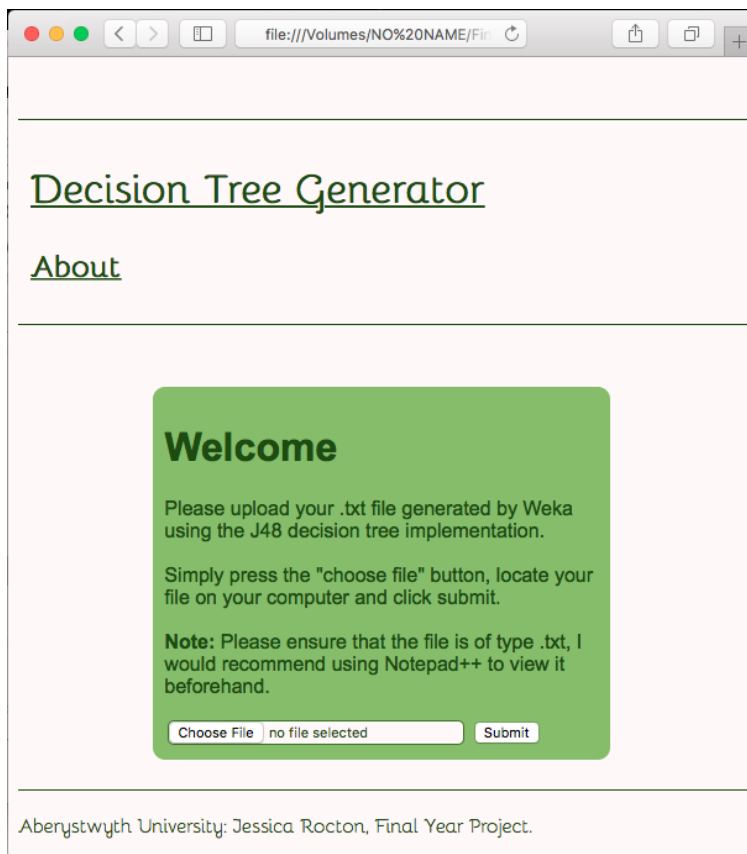 file:///Volumes/NO%20NAME/Fin
Decision Tree Generator
About
Welcome
Please upload your .txt file generated by Weka
using the J48 decision tree implementation.
Simply press the "choose file" button, locate your
file on your computer and click submit.
Note: Please ensure that the file is of type .txt, I
would recommend using Notepad++ to view it
beforehand.
Choose File no file selected Submit
Aberystwyth University: Jessica Rocton, Final Year Project.